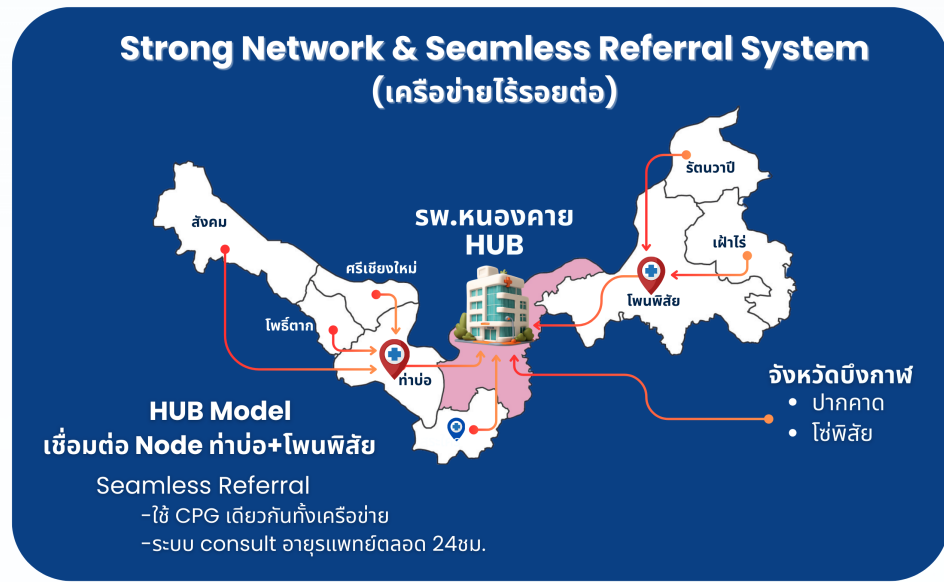 Strong Network & Seamless Referral System
(เครือข่ายไร้รอยต่อ)
รัตนวาปี
สังคม
รพ.หนองคาย
HUB
เฝ้าไร่
ศรีเชียงใหม่
โพนพิสัย
โพธิ์ตาก
ท่าบ่อ
จังหวัดบึงกาฬ
• ปากคาด
• โซ่พิสัย
HUB Model
เชื่อมต่อ Node ท่าบ่อ+โพนพิสัย
Seamless Referral
-ใช้ CPG เดียวกันทั้งเครือข่าย
-ระบบ consult อายุรแพทย์ตลอด 24ชม.